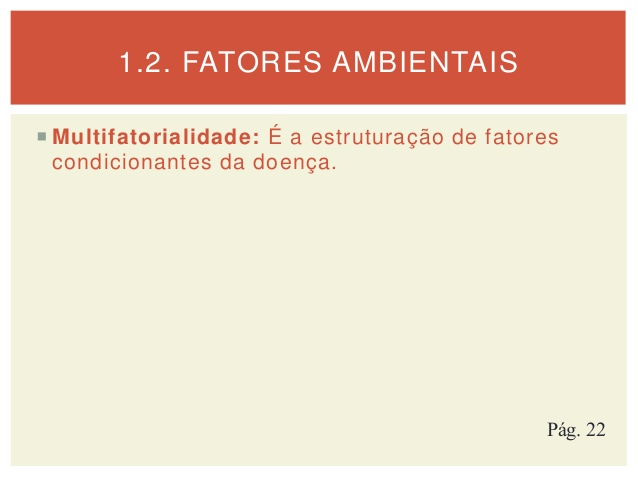 1.2. FATORES AMBIENTAIS
Multifatorialidade: É a estruturação de fatores
condicionantes da doença.
Pág. 22